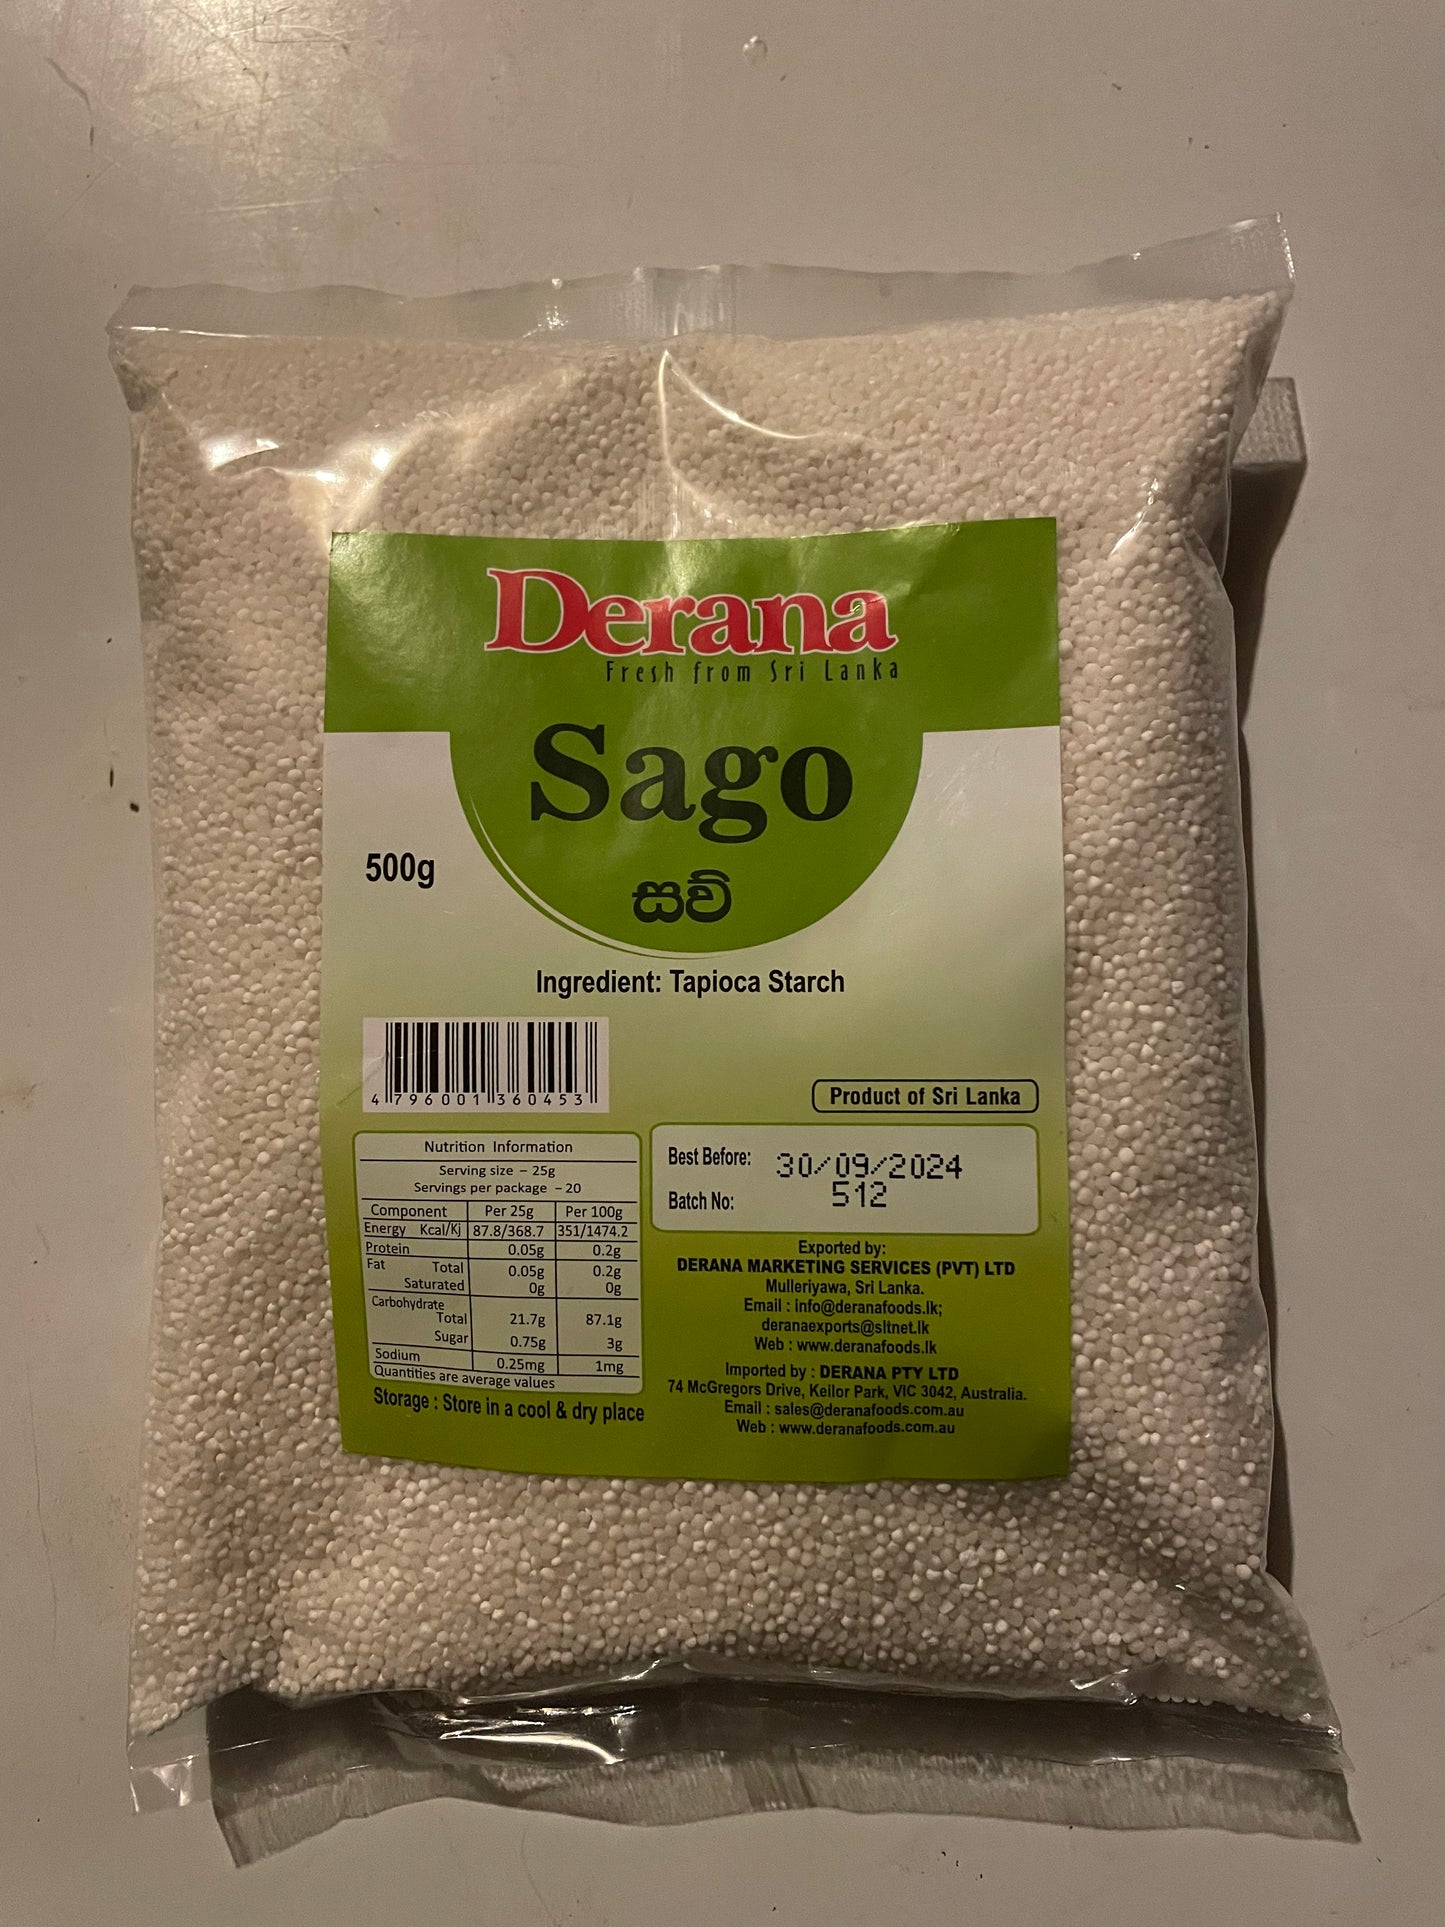 Derana
Fresh from Sri Lanka
Sago
500g
සව්
Ingredient: Tapioca Starch
4 796001 360453
Product of Sri Lanka
Nutrition Information
Serving size – 25g
Servings per package – 20
Component Per 25g Per 100g
Energy Kcal/Kj 87.8/368.7 351/1474.2
Protein 0.05g 0.2g
Fat Total 0.05g 0.2g
Saturated 0g 0g
Carbohydrate
Total 21.7g 87.1g
Sugar 0.75g 3g
Sodium 0.25mg 1mg
Quantities are average values
Storage : Store in a cool & dry place
Best Before: 30/09/2024
Batch No: 512
Exported by:
DERANA MARKETING SERVICES (PVT) LTD
Mulleriyawa, Sri Lanka.
Email : info@deranafoods.lk;
deranaexports@sltnet.lk
Web : www.deranafoods.lk
Imported by : DERANA PTY LTD
74 McGregors Drive, Keilor Park, VIC 3042, Australia.
Email : sales@deranafoods.com.au
Web : www.deranafoods.com.au